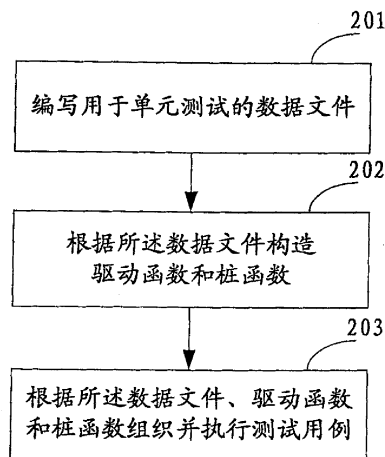 201
编写用于单元测试的数据文件
202
根据所述数据文件构造
驱动函数和桩函数
203
根据所述数据文件、驱动函数
和桩函数组织并执行测试用例